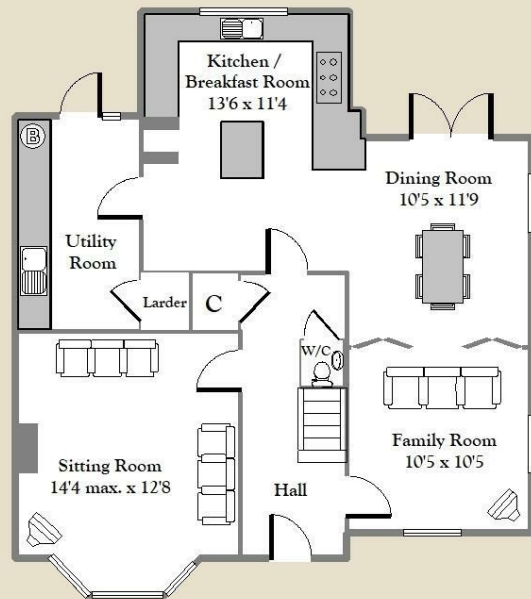 Kitchen /
Breakfast Room
13'6 x 11'4
B
Dining Room
10'5 x 11'9
Utility
Room
Larder
C
W/C
Family Room
10'5 x 10'5
Sitting Room
14'4 max. x 12'8
Hall